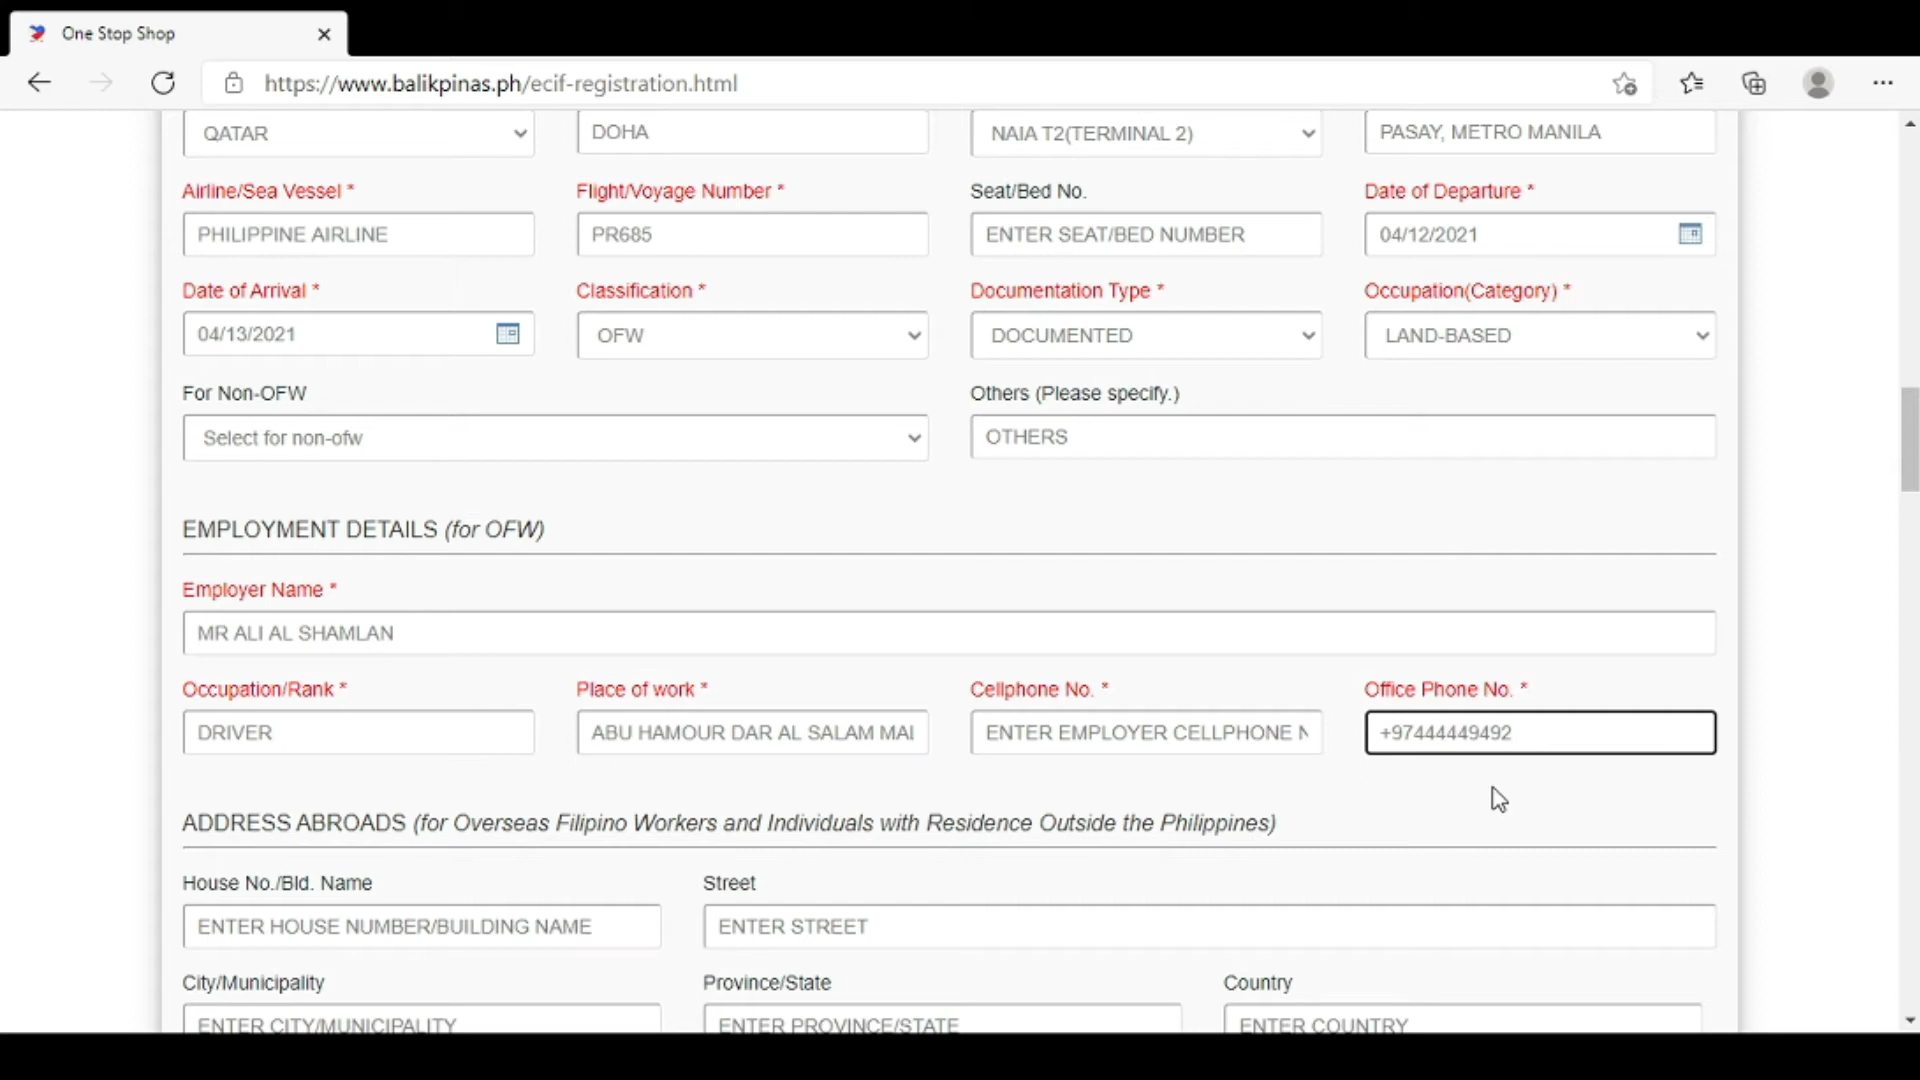 One Stop Shop
https://www.balikpinas.ph/ecif-registration.html
QATAR DOHA NAIA T2(TERMINAL 2) PASAY, METRO MANILA
Airline/Sea Vessel * Flight/Voyage Number * Seat/Bed No. Date of Departure *
PHILIPPINE AIRLINE PR685 ENTER SEAT/BED NUMBER 04/12/2021
Date of Arrival * Classification * Documentation Type * Occupation(Category) *
04/13/2021 OFW DOCUMENTED LAND-BASED
For Non-OFW Others (Please specify.)
Select for non-ofw OTHERS
EMPLOYMENT DETAILS (for OFW)
Employer Name *
MR ALI AL SHAMLAN
Occupation/Rank * Place of work * Cellphone No. * Office Phone No. *
DRIVER ABU HAMOUR DAR AL SALAM MAL ENTER EMPLOYER CELLPHONE N +97444449492
ADDRESS ABROADS (for Overseas Filipino Workers and Individuals with Residence Outside the Philippines)
House No./Bld. Name Street
ENTER HOUSE NUMBER/BUILDING NAME ENTER STREET
City/Municipality Province/State Country
ENTER CITY/MUNICIPALITY ENTER PROVINCE/STATE ENTER COUNTRY